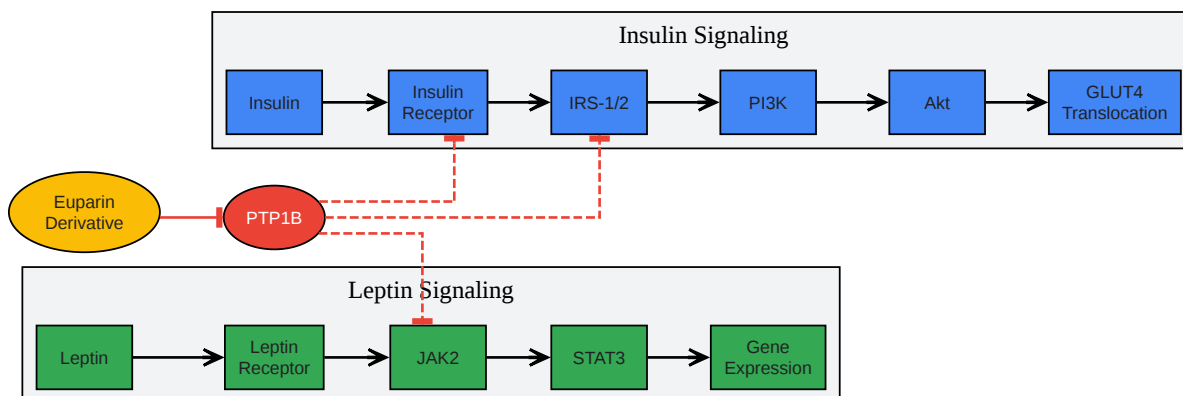 Insulin Signaling
Insulin
Insulin
Receptor
IRS-1/2
PI3K
Akt
GLUT4
Translocation
Euparin
Derivative
PTP1B
Leptin Signaling
Leptin
Leptin
Receptor
JAK2
STAT3
Gene
Expression